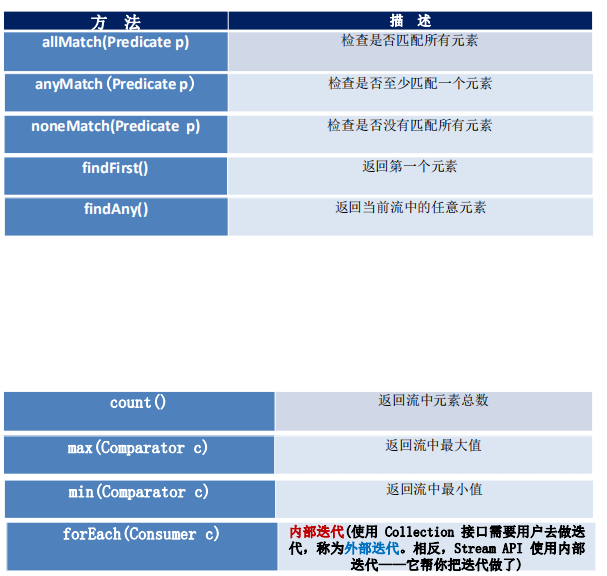 方 法 描 述
allMatch(Predicate p) 检查是否匹配所有元素
anyMatch(Predicate p) 检查是否至少匹配一个元素
noneMatch(Predicate p) 检查是否没有匹配所有元素
findFirst() 返回第一个元素
findAny() 返回当前流中的任意元素
count() 返回流中元素总数
max(Comparator c) 返回流中最大值
min(Comparator c) 返回流中最小值
forEach(Consumer c) 内部迭代(使用 Collection 接口需要用户去做迭
代，称为外部迭代。相反，Stream API 使用内部
迭代——它帮你把迭代做了)